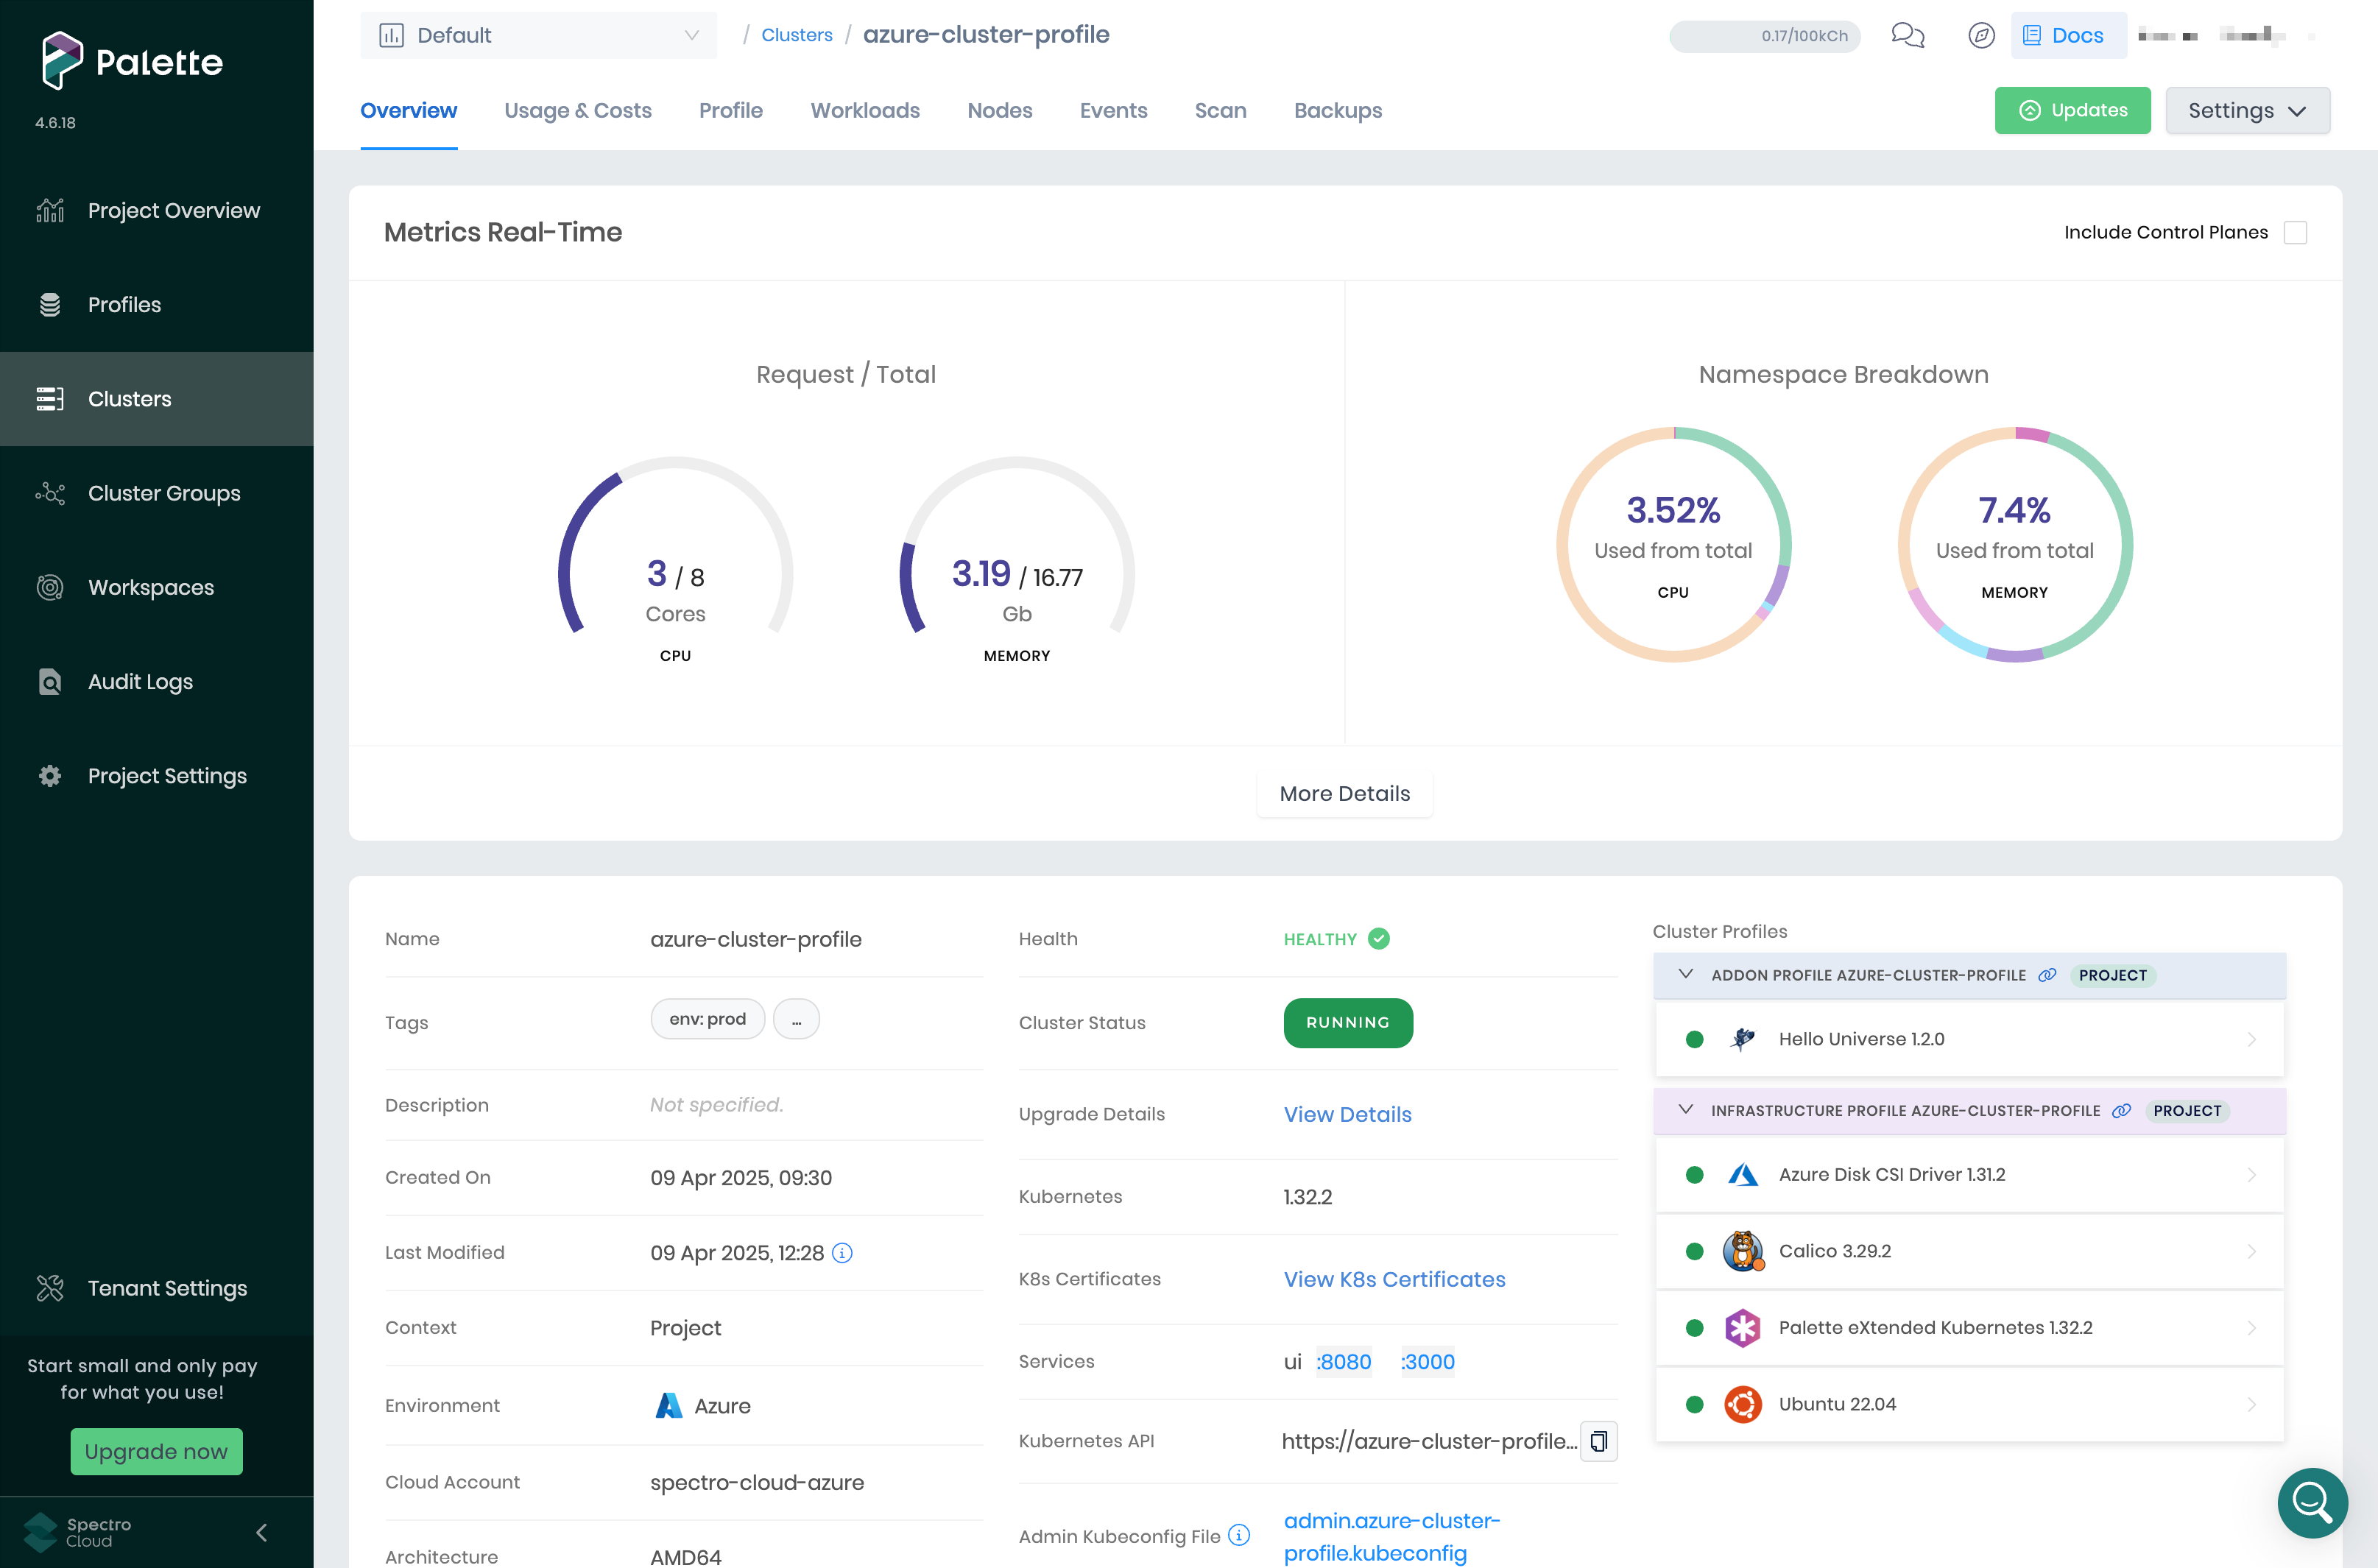 Palette
4.6.18
Project Overview
Profiles
Clusters
Cluster Groups
Workspaces
Audit Logs
Project Settings
Tenant Settings
Start small and only pay
for what you use!
Upgrade now
Spectro
Cloud
Default
/ Clusters / azure-cluster-profile
0.17/100kCh
Docs
Overview
Usage & Costs
Profile
Workloads
Nodes
Events
Scan
Backups
Updates
Settings
Metrics Real-Time
Include Control Planes
Request / Total
3 / 8
Cores
CPU
3.19 / 16.77
Gb
MEMORY
Namespace Breakdown
3.52%
Used from total
CPU
7.4%
Used from total
MEMORY
More Details
Name azure-cluster-profile
Tags env: prod ...
Description Not specified.
Created On 09 Apr 2025, 09:30
Last Modified 09 Apr 2025, 12:28
Context Project
Environment Azure
Cloud Account spectro-cloud-azure
Architecture AMD64
Health HEALTHY
Cluster Status RUNNING
Upgrade Details View Details
Kubernetes 1.32.2
K8s Certificates View K8s Certificates
Services ui :8080 :3000
Kubernetes API https://azure-cluster-profile...
Admin Kubeconfig File admin.azure-cluster-
profile.kubeconfig
Cluster Profiles
ADDON PROFILE AZURE-CLUSTER-PROFILE PROJECT
Hello Universe 1.2.0
INFRASTRUCTURE PROFILE AZURE-CLUSTER-PROFILE PROJECT
Azure Disk CSI Driver 1.31.2
Calico 3.29.2
Palette eXtended Kubernetes 1.32.2
Ubuntu 22.04